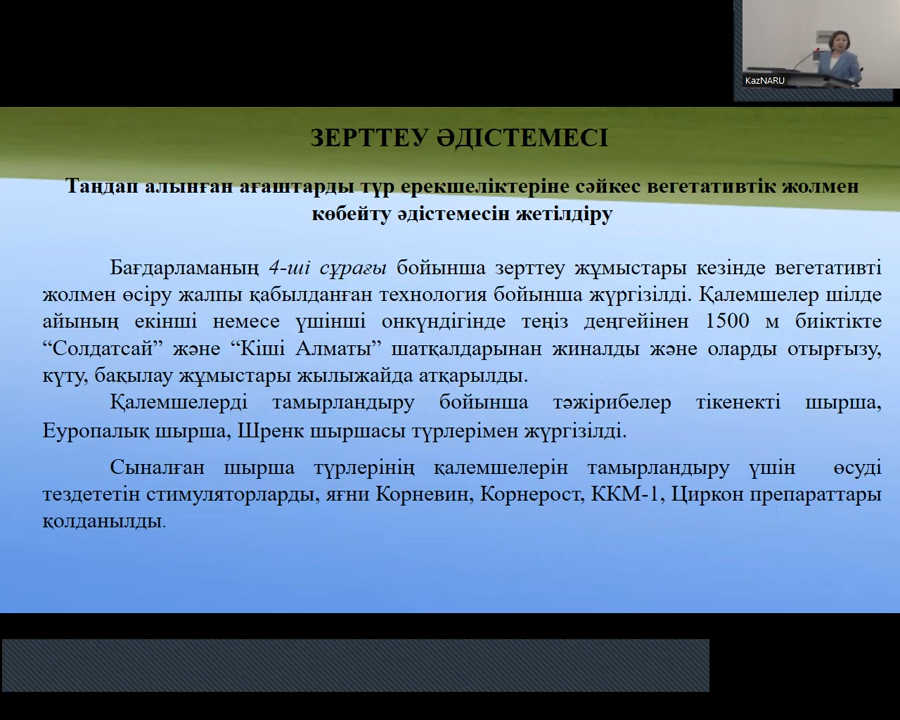 KazNARU
ЗЕРТТЕУ ӘДІСТЕМЕСІ
Таңдап алынған ағаштарды түр ерекшеліктеріне сәйкес вегетативтік жолмен
көбейту әдістемесін жетілдіру
Бағдарламаның 4-ші сұрағы бойынша зерттеу жұмыстары кезінде вегетативті
жолмен өсіру жалпы қабылданған технология бойынша жүргізілді. Қалемшелер шілде
айының екінші немесе үшінші онкүндігінде теңіз деңгейінен 1500 м биіктікте
“Солдатсай” және “Кіші Алматы” шатқалдарынан жиналды және оларды отырғызу,
күту, бақылау жұмыстары жылыжайда атқарылды.
Қалемшелерді тамырландыру бойынша тәжірибелер тікенекті шырша,
Еуропалық шырша, Шренк шыршасы түрлерімен жүргізілді.
Сыналған шырша түрлерінің қалемшелерін тамырландыру үшін өсуді
тездететін стимуляторларды, яғни Корневин, Корнерост, ККМ-1, Циркон препараттары
қолданылды.